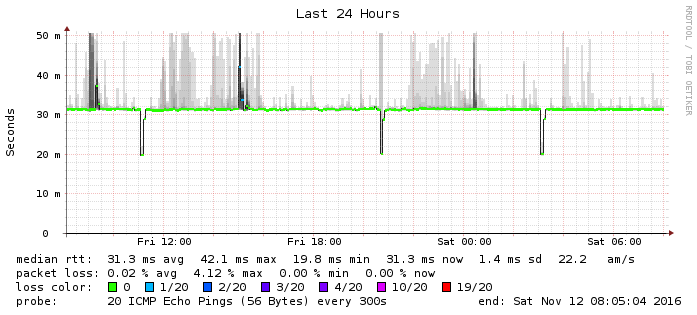 Last 24 Hours
RRDTOOL / TOBI OETIKER
Seconds
50 m
40 m
30 m
20 m
10 m
0
Fri 12:00 Fri 18:00 Sat 00:00 Sat 06:00
median rtt: 31.3 ms avg 42.1 ms max 19.8 ms min 31.3 ms now 1.4 ms sd 22.2 am/s
packet loss: 0.02 % avg 4.12 % max 0.00 % min 0.00 % now
loss color: 0 1/20 2/20 3/20 4/20 10/20 19/20
probe: 20 ICMP Echo Pings (56 Bytes) every 300s end: Sat Nov 12 08:05:04 2016